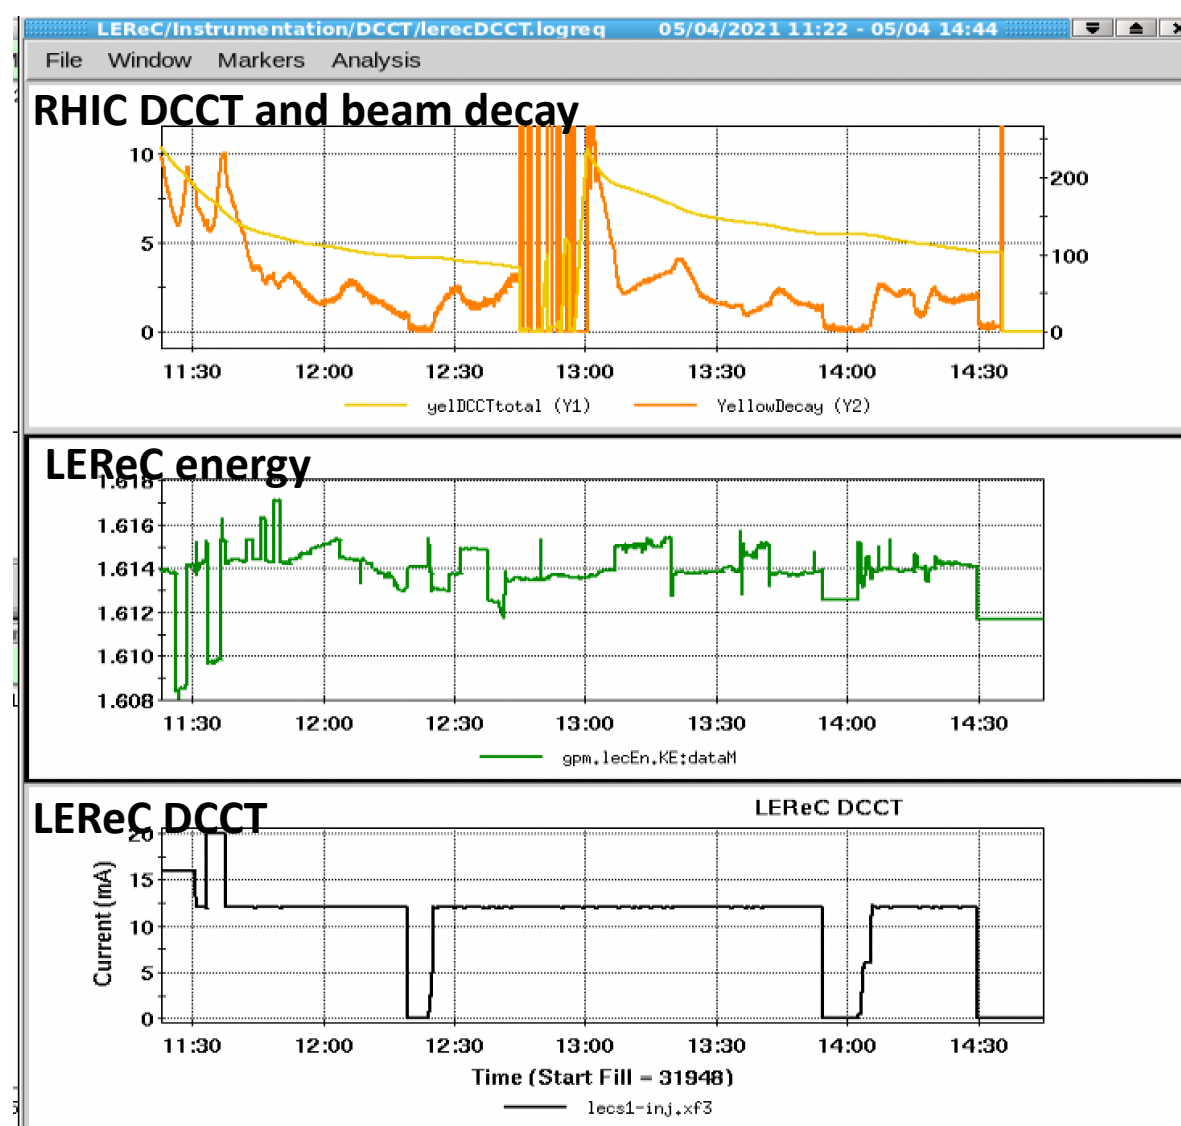 LEReC/Instrumentation/DCCT/lerecDCCT.logreq 05/04/2021 11:22 - 05/04 14:44
File Window Markers Analysis
RHIC DCCT and beam decay
10
5
0
200
100
0
11:30 12:00 12:30 13:00 13:30 14:00 14:30
yelDCCTtotal (Y1) YellowDecay (Y2)
LEReC energy
1.618
1.616
1.614
1.612
1.610
1.608
11:30 12:00 12:30 13:00 13:30 14:00 14:30
gpm.lecEn.KE:dataM
LEReC DCCT
LEReC DCCT
Current (mA)
20
15
10
5
0
11:30 12:00 12:30 13:00 13:30 14:00 14:30
Time (Start Fill = 31948)
lecs1-inj.xf3